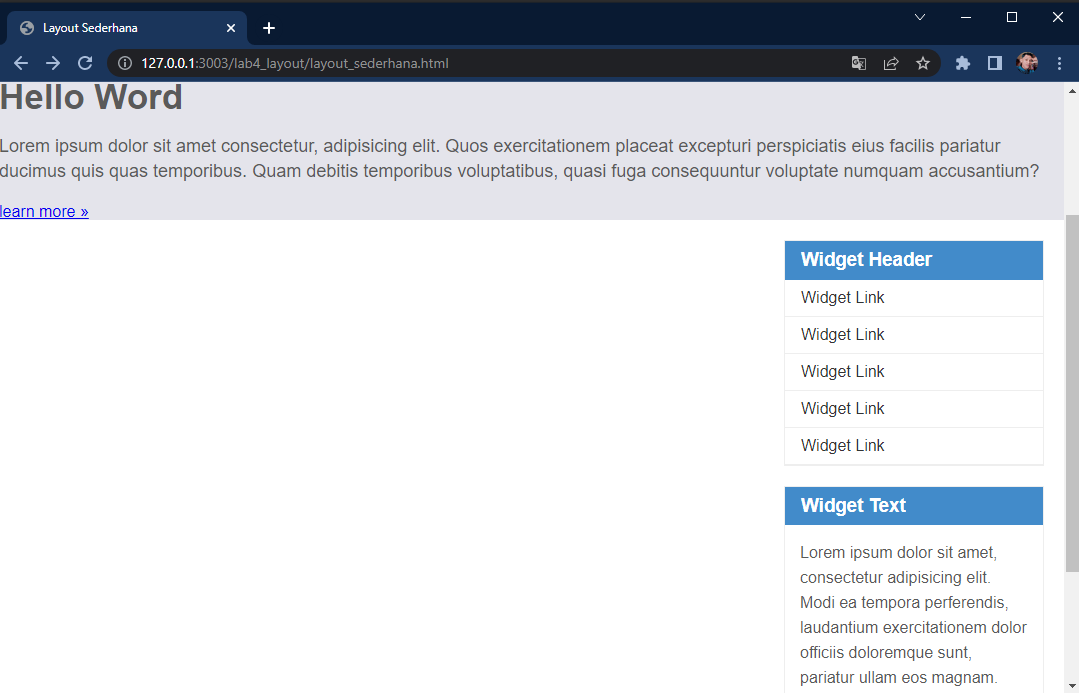 Layout Sederhana
127.0.0.1:3003/lab4_layout/layout_sederhana.html
Hello Word
Lorem ipsum dolor sit amet consectetur, adipisicing elit. Quos exercitationem placeat excepturi perspiciatis eius facilis pariatur
ducimus quis quas temporibus. Quam debitis temporibus voluptatibus, quasi fuga consequuntur voluptate numquam accusantium?
learn more »
Widget Header
Widget Link
Widget Link
Widget Link
Widget Link
Widget Link
Widget Text
Lorem ipsum dolor sit amet,
consectetur adipisicing elit.
Modi ea tempora perferendis,
laudantium exercitationem dolor
officiis doloremque sunt,
pariatur ullam eos magnam.